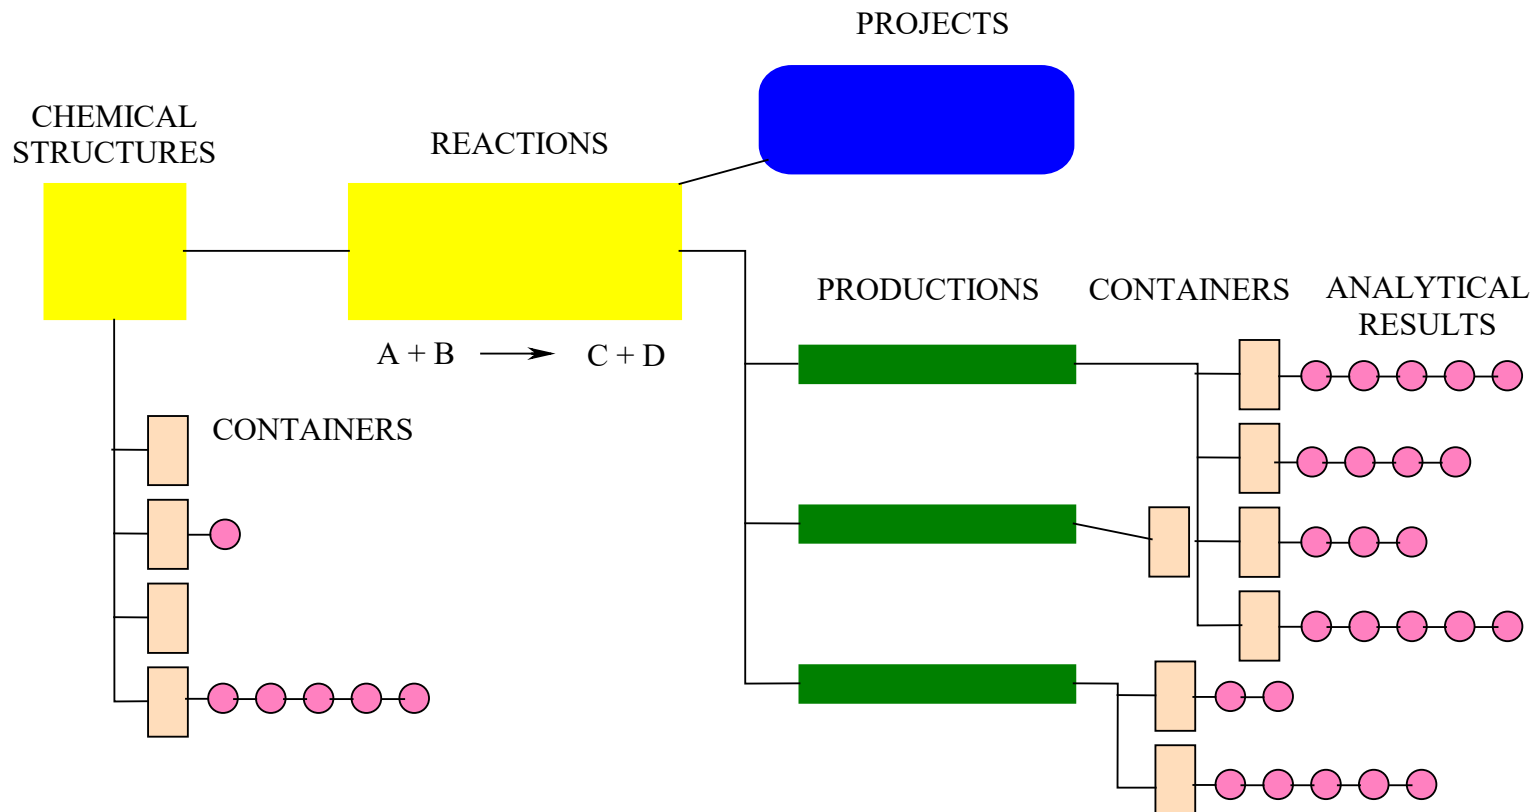 PROJECTS
CHEMICAL
STRUCTURES
REACTIONS
A + B
C + D
PRODUCTIONS
CONTAINERS
ANALYTICAL
RESULTS
CONTAINERS